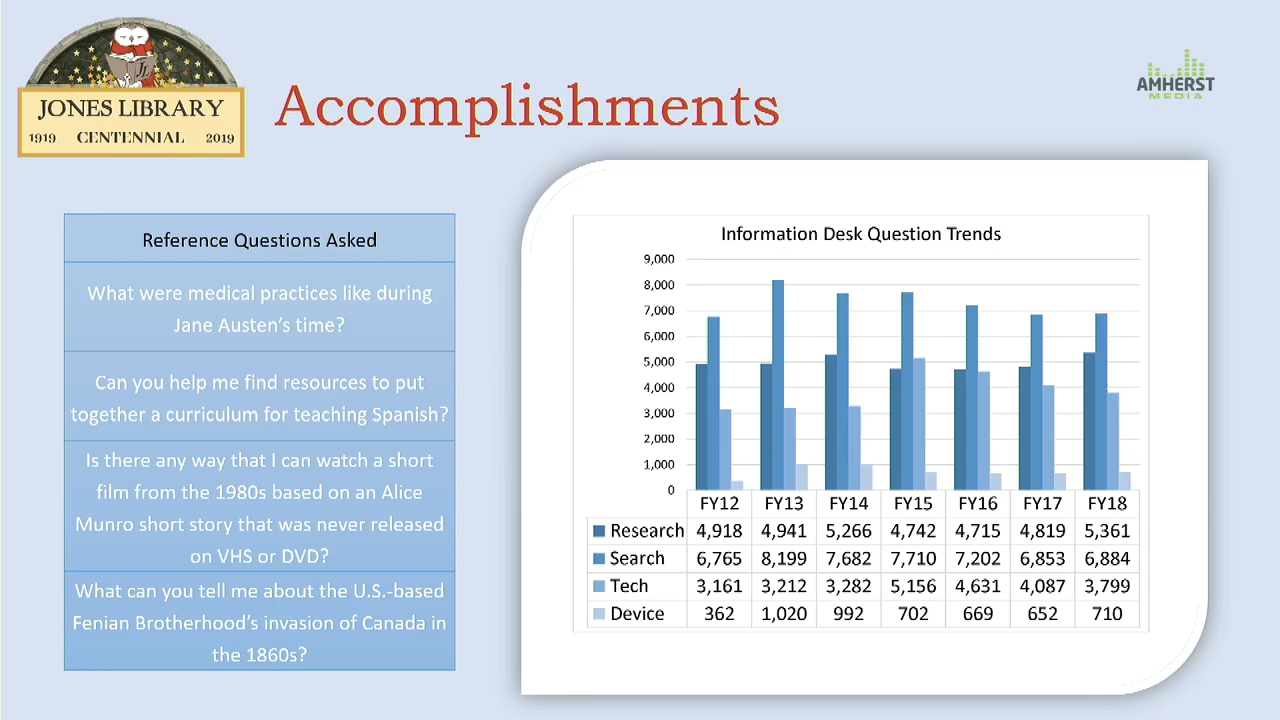 JONES LIBRARY
1919 CENTENNIAL 2019
JL
Accomplishments
AMHERST
MEDIA
Reference Questions Asked
What were medical practices like during
Jane Austen's time?
Can you help me find resources to put
together a curriculum for teaching Spanish?
Is there any way that I can watch a short
film from the 1980s based on an Alice
Munro short story that was never released
on VHS or DVD?
What can you tell me about the U.S.-based
Fenian Brotherhood's invasion of Canada in
the 1860s?
Information Desk Question Trends
9,000
8,000
7,000
6,000
5,000
4,000
3,000
2,000
1,000
0
FY12 FY13 FY14 FY15 FY16 FY17 FY18
Research 4,918 4,941 5,266 4,742 4,715 4,819 5,361
Search 6,765 8,199 7,682 7,710 7,202 6,853 6,884
Tech 3,161 3,212 3,282 5,156 4,631 4,087 3,799
Device 362 1,020 992 702 669 652 710